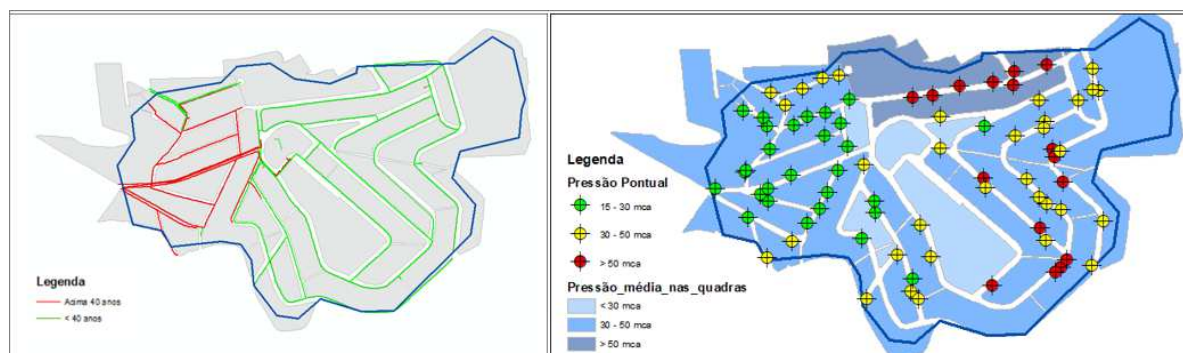 Legenda
Acima 40 anos
< 40 anos
Legenda
Pressão Pontual
15 - 30 mca
30 - 50 mca
> 50 mca
Pressão_média_nas_quadras
< 30 mca
30 - 50 mca
> 50 mca